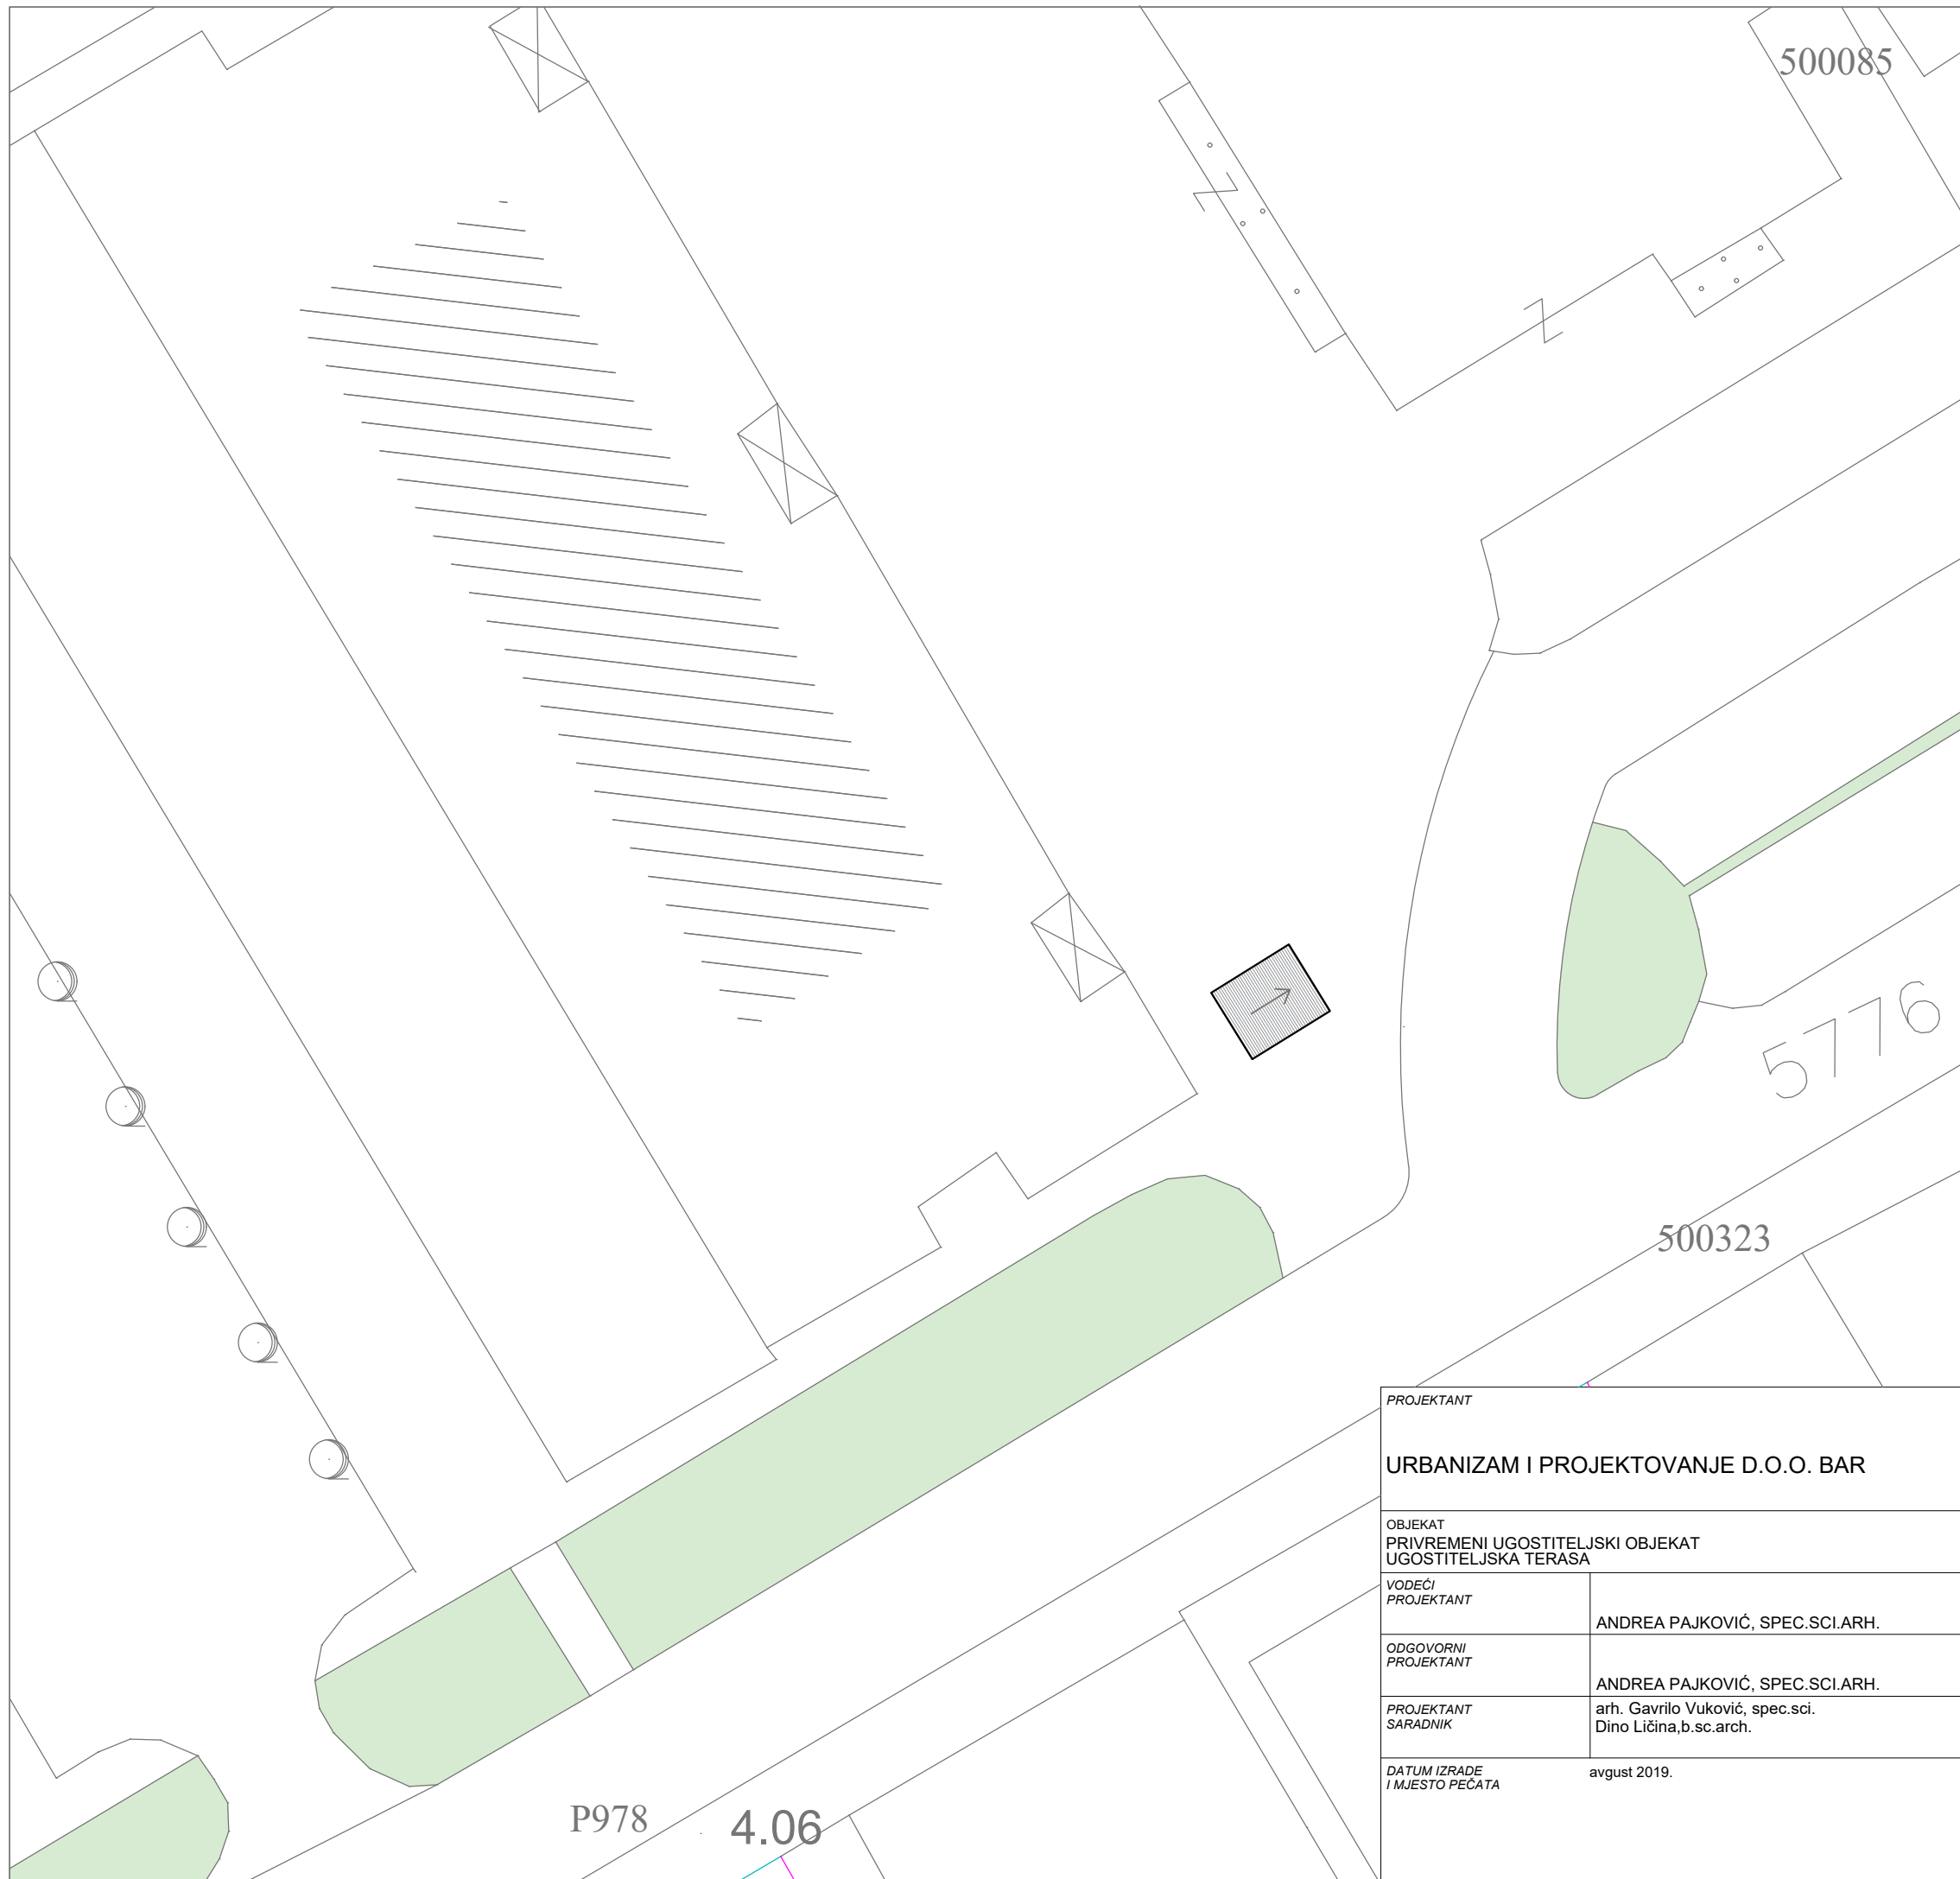 500085
5776
500323
P978
4.06
PROJEKTANT
URBANIZAM I PROJEKTOVANJE D.O.O. BAR
OBJEKAT
PRIVREMENI UGOSTITELJSKI OBJEKAT
UGOSTITELJSKA TERASA
VODEĆI
PROJEKTANT
ANDREA PAJKOVIĆ, SPEC.SCI.ARH.
ODGOVORNI
PROJEKTANT
ANDREA PAJKOVIĆ, SPEC.SCI.ARH.
PROJEKTANT
SARADNIK
arh. Gavrilo Vuković, spec.sci.
Dino Ličina,b.sc.arch.
DATUM IZRADE
I MJESTO PEČATA
avgust 2019.